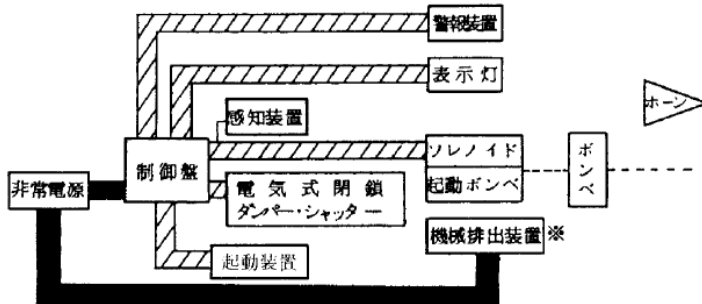 警報装置
表示灯
感知装置
ホーン
制御盤
ソレノイド
起動ボンベ
ボンベ
非常電源
電気式閉鎖
ダンパー・シャッター
機械排出装置※
起動装置